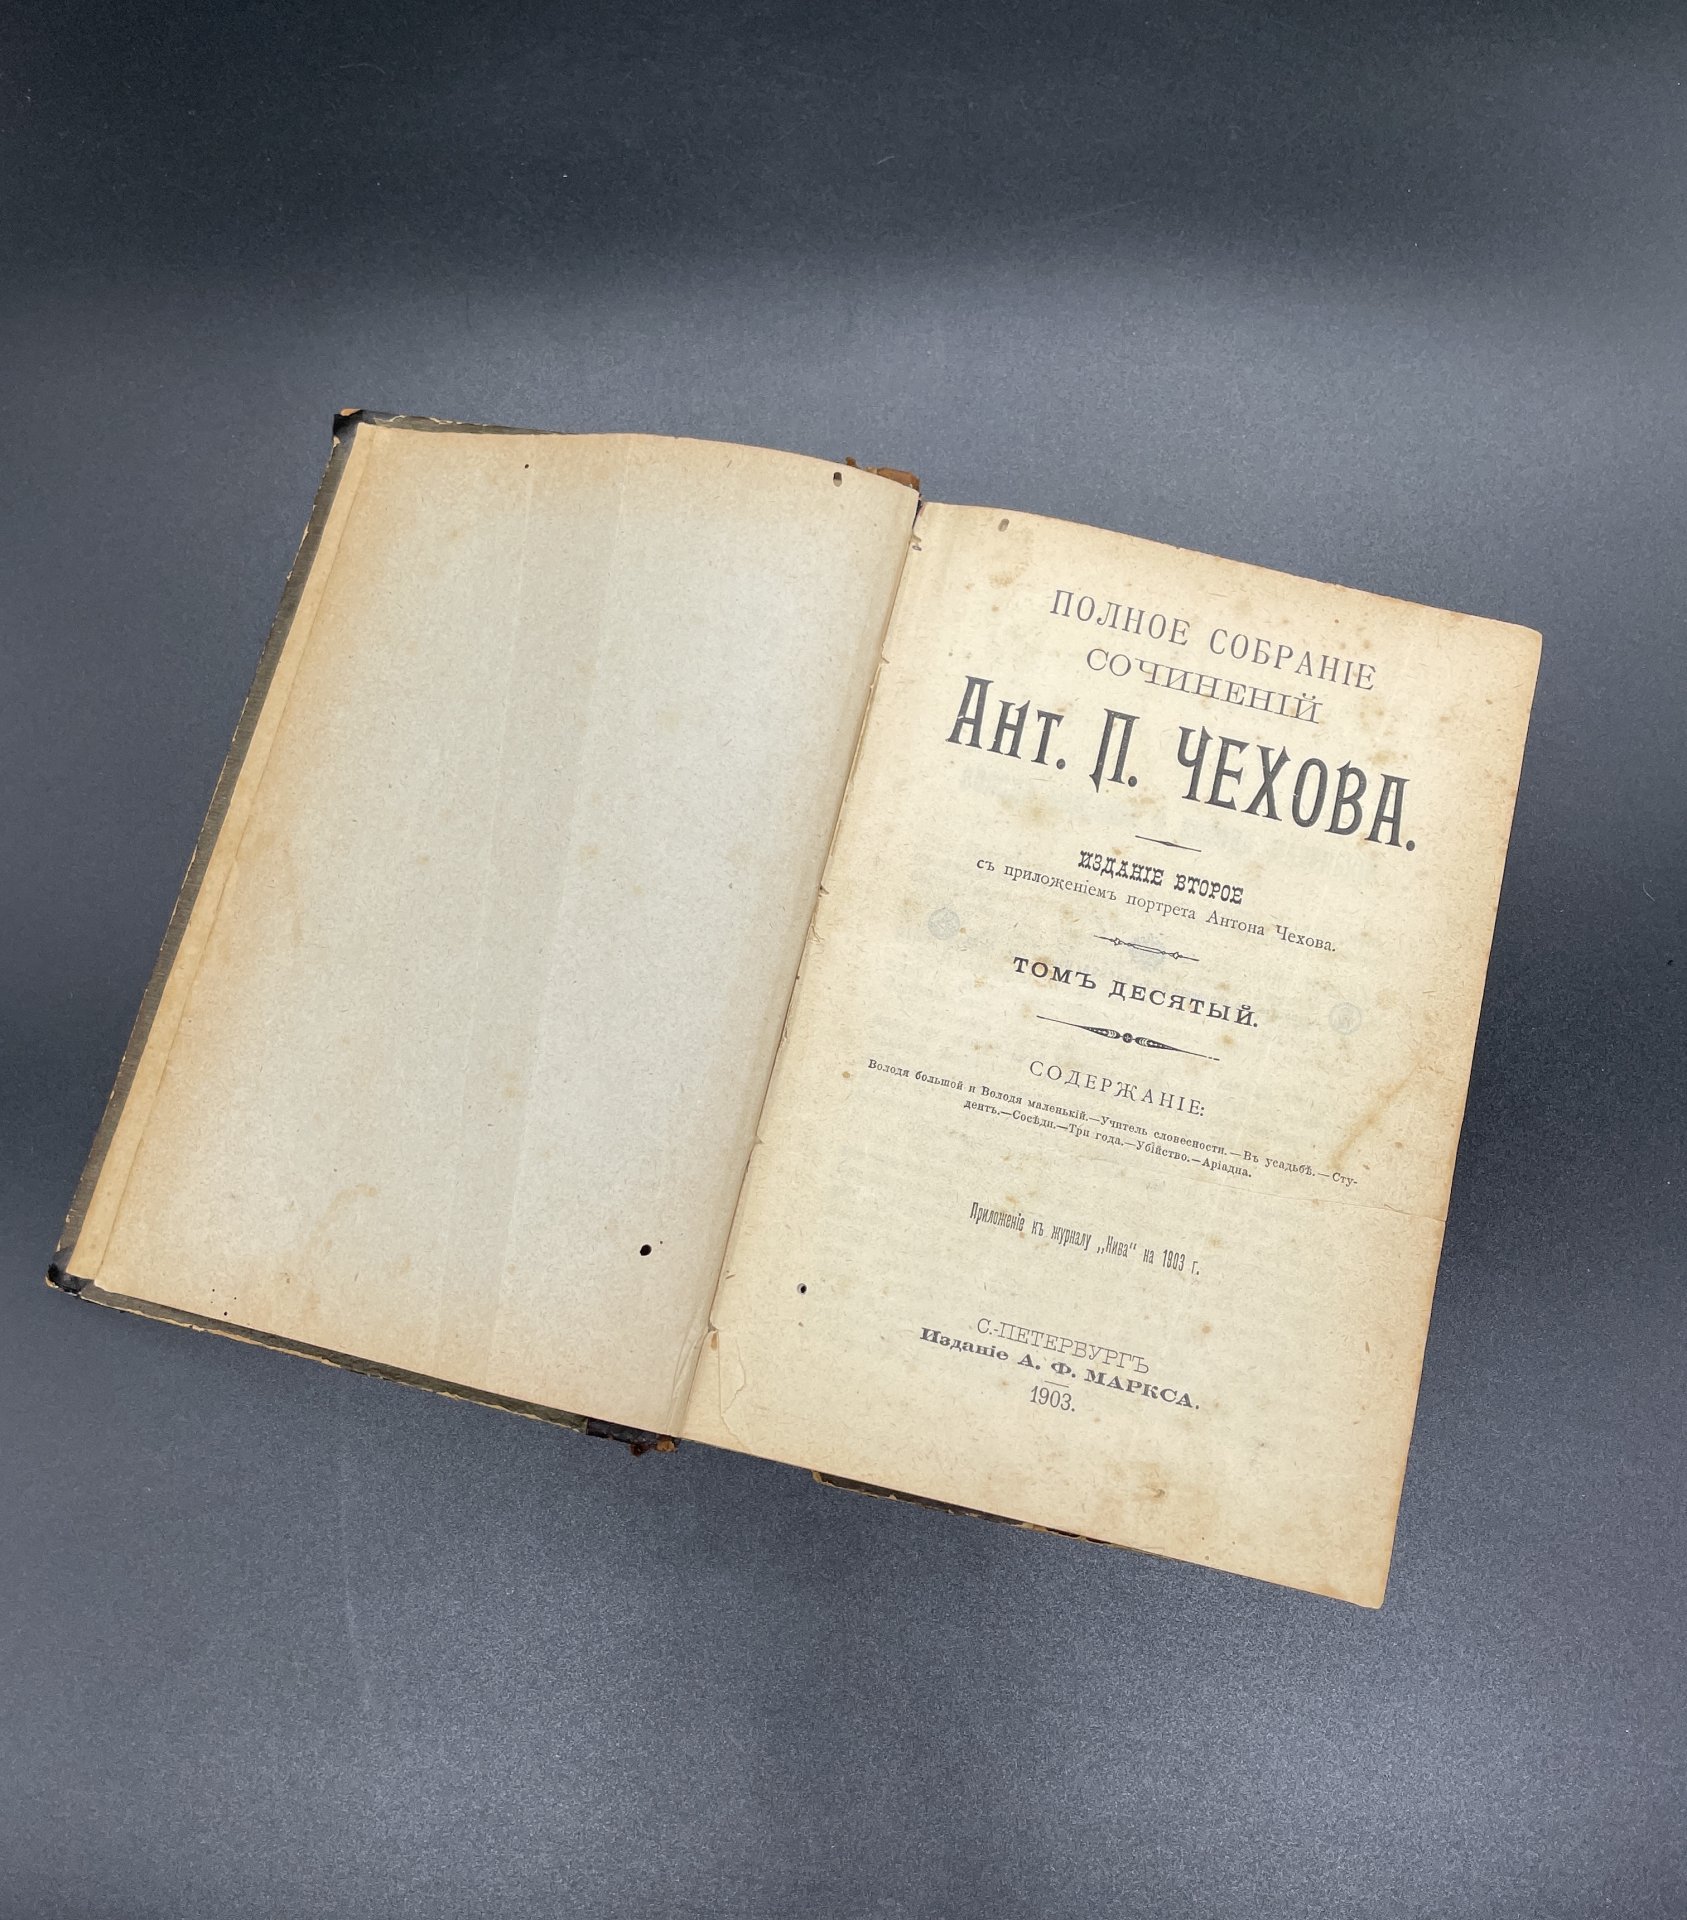 ПОЛНОЕ СОБРАНІЕ
СОЧИНЕНІЙ
АНТ. П. ЧЕХОВА.
ИЗДАНІЕ ВТОРОЕ
съ приложеніемъ портрета Антона Чехова.
ТОМЪ ДЕСЯТЫЙ.
СОДЕРЖАНІЕ:
Володя большой и Володя маленькій.—Учитель словесности.—Въ усадьбѣ.—Сту-
дентъ.—Сосѣди.—Три года.—Убійство.—Аріадна.
Приложеніе къ журналу „Нива“ на 1903 г.
С.-ПЕТЕРБУРГЪ
Изданіе А. Ф. МАРКСА.
1903.